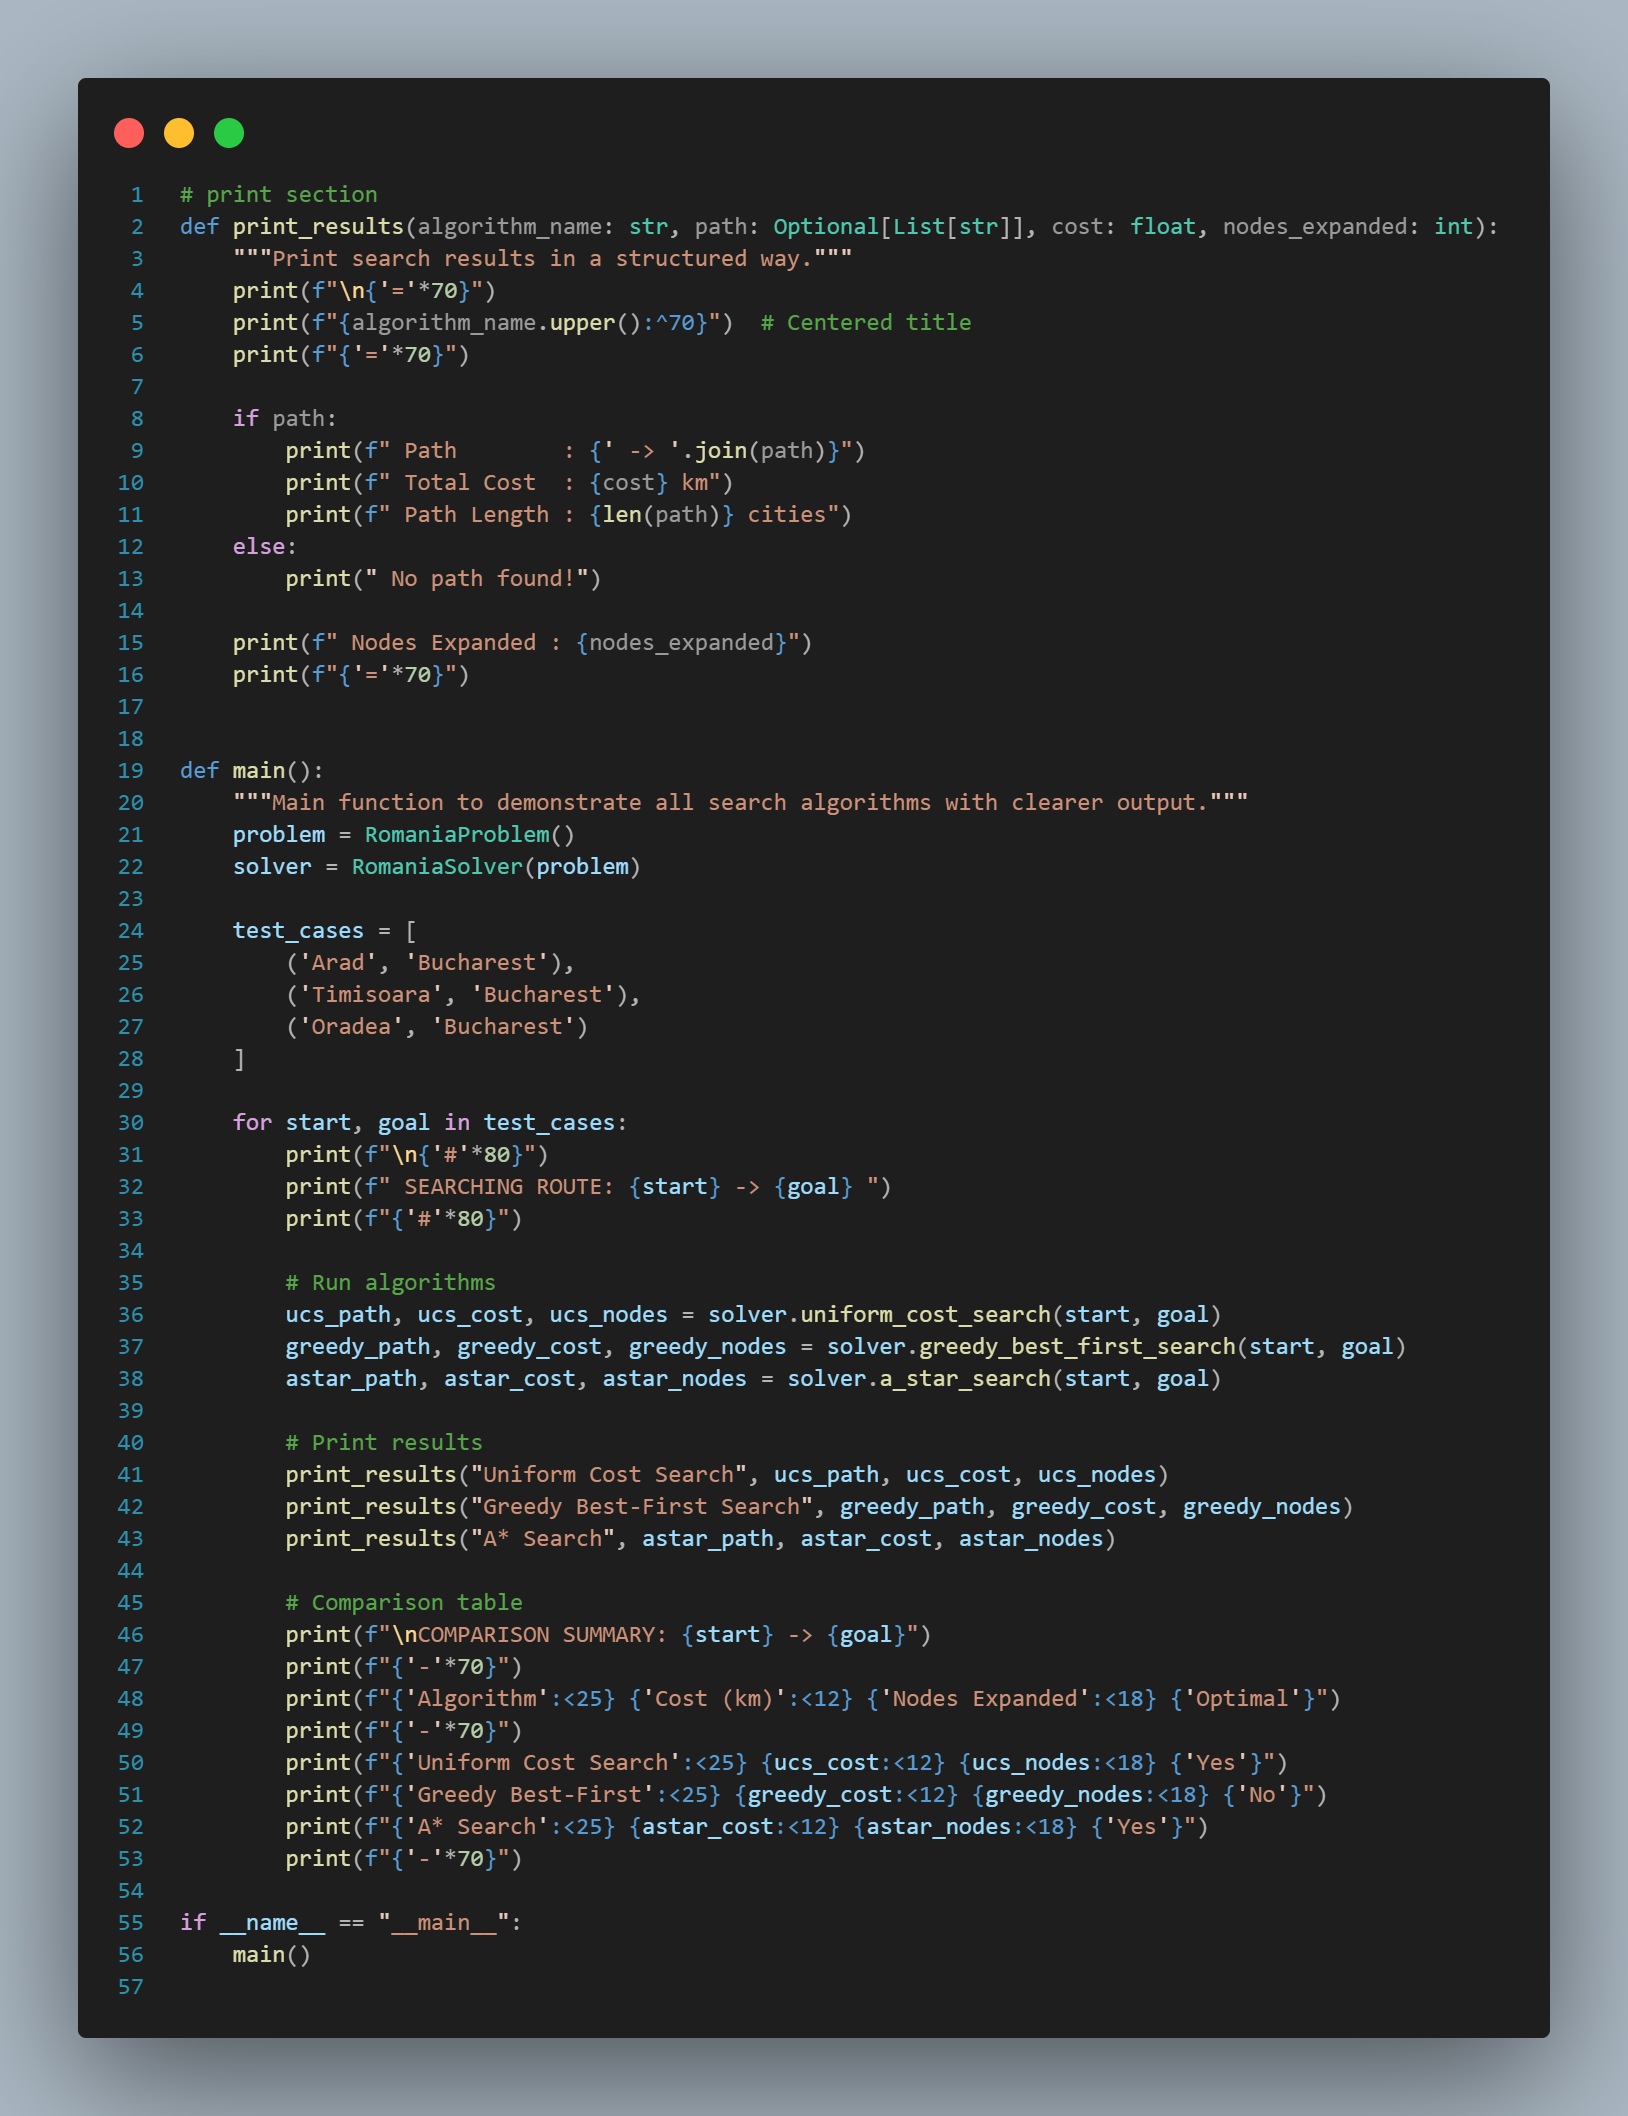 1 # print section
2 def print_results(algorithm_name: str, path: Optional[List[str]], cost: float, nodes_expanded: int):
3     """Print search results in a structured way."""
4     print(f"\n{'='*70}")
5     print(f"{algorithm_name.upper():^70}")  # Centered title
6     print(f"{'='*70}")
7
8     if path:
9         print(f" Path        : {' -> '.join(path)}")
10         print(f" Total Cost  : {cost} km")
11         print(f" Path Length : {len(path)} cities")
12     else:
13         print(" No path found!")
14
15     print(f" Nodes Expanded : {nodes_expanded}")
16     print(f"{'='*70}")
17
18
19 def main():
20     """Main function to demonstrate all search algorithms with clearer output."""
21     problem = RomaniaProblem()
22     solver = RomaniaSolver(problem)
23
24     test_cases = [
25         ('Arad', 'Bucharest'),
26         ('Timisoara', 'Bucharest'),
27         ('Oradea', 'Bucharest')
28     ]
29
30     for start, goal in test_cases:
31         print(f"\n{'#'*80}")
32         print(f" SEARCHING ROUTE: {start} -> {goal} ")
33         print(f"{'#'*80}")
34
35         # Run algorithms
36         ucs_path, ucs_cost, ucs_nodes = solver.uniform_cost_search(start, goal)
37         greedy_path, greedy_cost, greedy_nodes = solver.greedy_best_first_search(start, goal)
38         astar_path, astar_cost, astar_nodes = solver.a_star_search(start, goal)
39
40         # Print results
41         print_results("Uniform Cost Search", ucs_path, ucs_cost, ucs_nodes)
42         print_results("Greedy Best-First Search", greedy_path, greedy_cost, greedy_nodes)
43         print_results("A* Search", astar_path, astar_cost, astar_nodes)
44
45         # Comparison table
46         print(f"\nCOMPARISON SUMMARY: {start} -> {goal}")
47         print(f"{'-'*70}")
48         print(f"{'Algorithm':<25} {'Cost (km)':<12} {'Nodes Expanded':<18} {'Optimal'}")
49         print(f"{'-'*70}")
50         print(f"{'Uniform Cost Search':<25} {ucs_cost:<12} {ucs_nodes:<18} {'Yes'}")
51         print(f"{'Greedy Best-First':<25} {greedy_cost:<12} {greedy_nodes:<18} {'No'}")
52         print(f"{'A* Search':<25} {astar_cost:<12} {astar_nodes:<18} {'Yes'}")
53         print(f"{'-'*70}")
54
55 if __name__ == "__main__":
56     main()
57